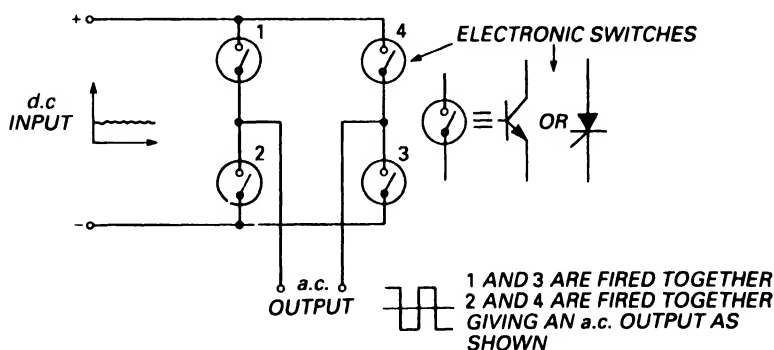 +
1
4
ELECTRONIC SWITCHES
d.c
INPUT
≡
OR
2
3
−
a.c.
OUTPUT
1 AND 3 ARE FIRED TOGETHER
2 AND 4 ARE FIRED TOGETHER
GIVING AN a.c. OUTPUT AS
SHOWN